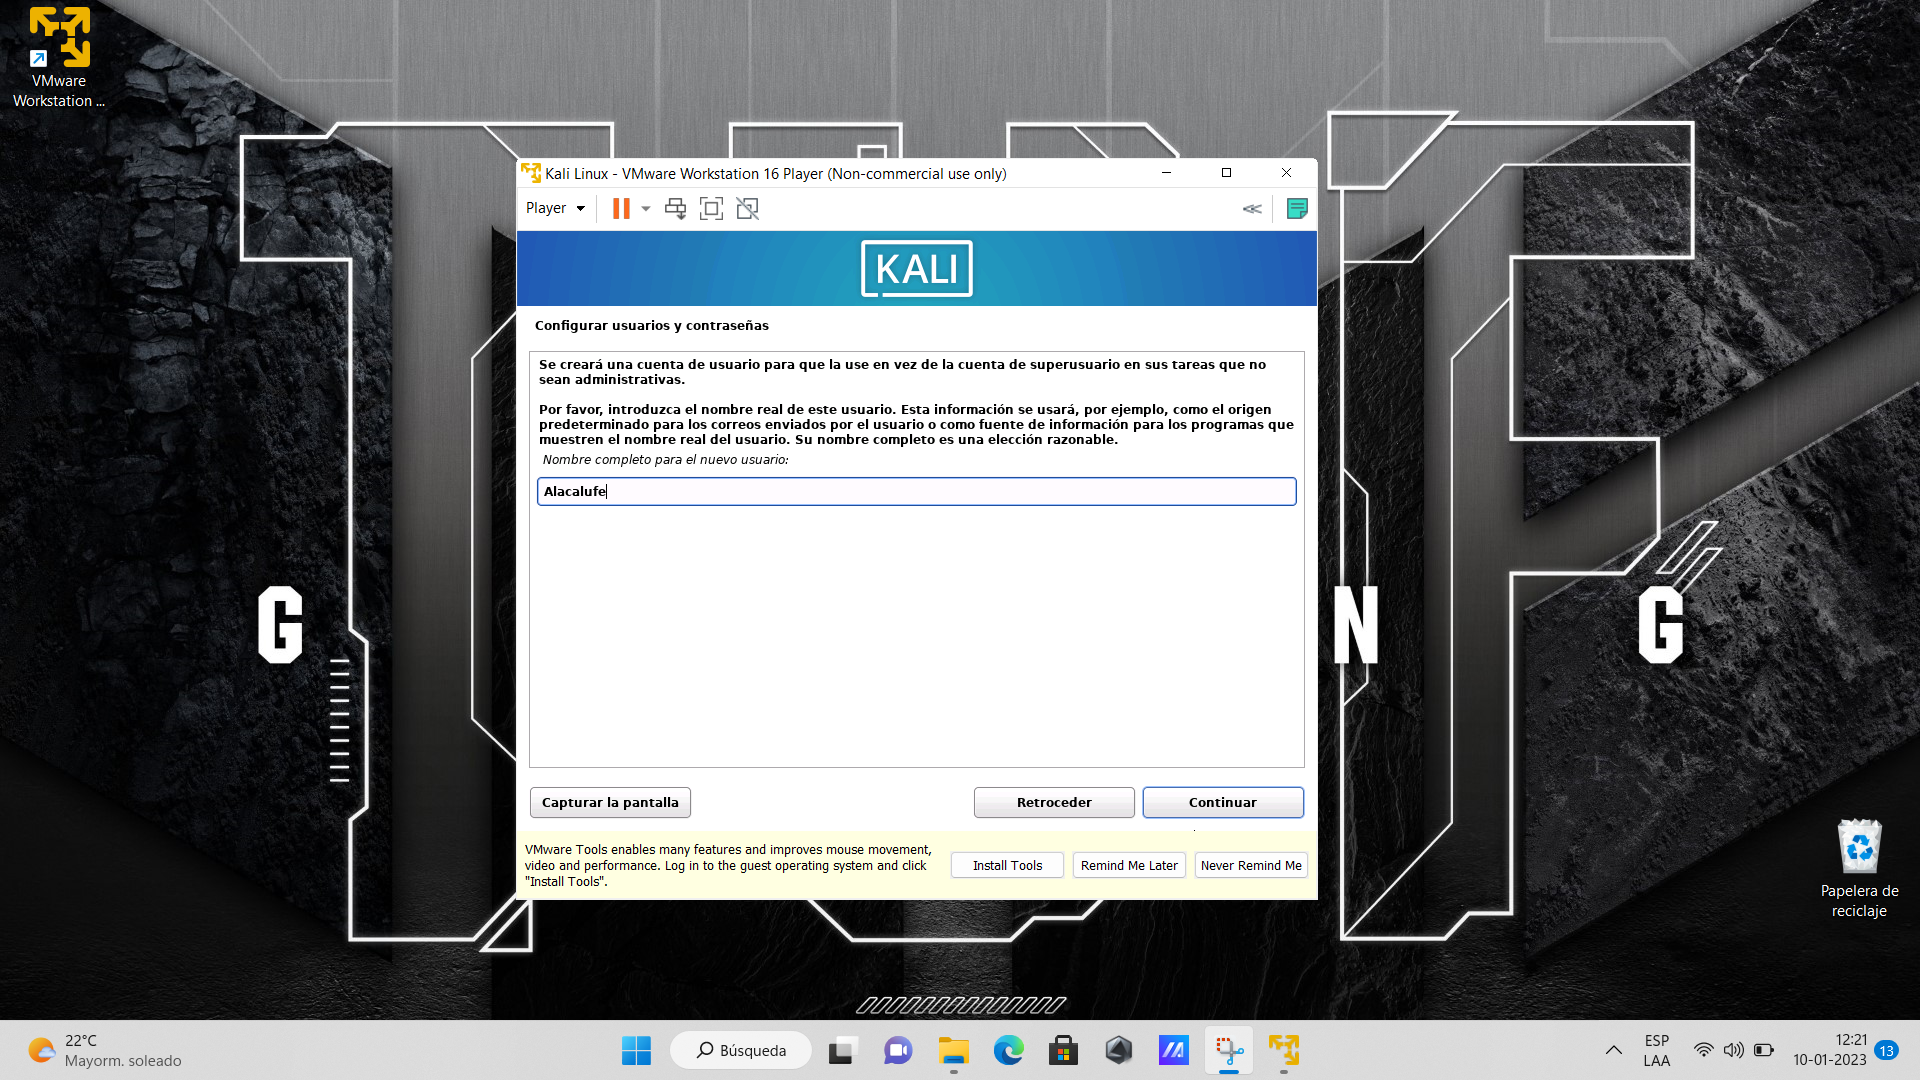 VMware
Workstation ...
Kali Linux - VMware Workstation 16 Player (Non-commercial use only)
Player
KALI
Configurar usuarios y contraseñas
Se creará una cuenta de usuario para que la use en vez de la cuenta de superusuario en sus tareas que no
sean administrativas.
Por favor, introduzca el nombre real de este usuario. Esta información se usará, por ejemplo, como el origen
predeterminado para los correos enviados por el usuario o como fuente de información para los programas que
muestren el nombre real del usuario. Su nombre completo es una elección razonable.
Nombre completo para el nuevo usuario:
Alacalufe
G
N
G
Capturar la pantalla
Retroceder
Continuar
VMware Tools enables many features and improves mouse movement,
video and performance. Log in to the guest operating system and click
"Install Tools".
Install Tools
Remind Me Later
Never Remind Me
Papelera de
reciclaje
22°C
Mayorm. soleado
Búsqueda
ESP
LAA
12:21
10-01-2023
13